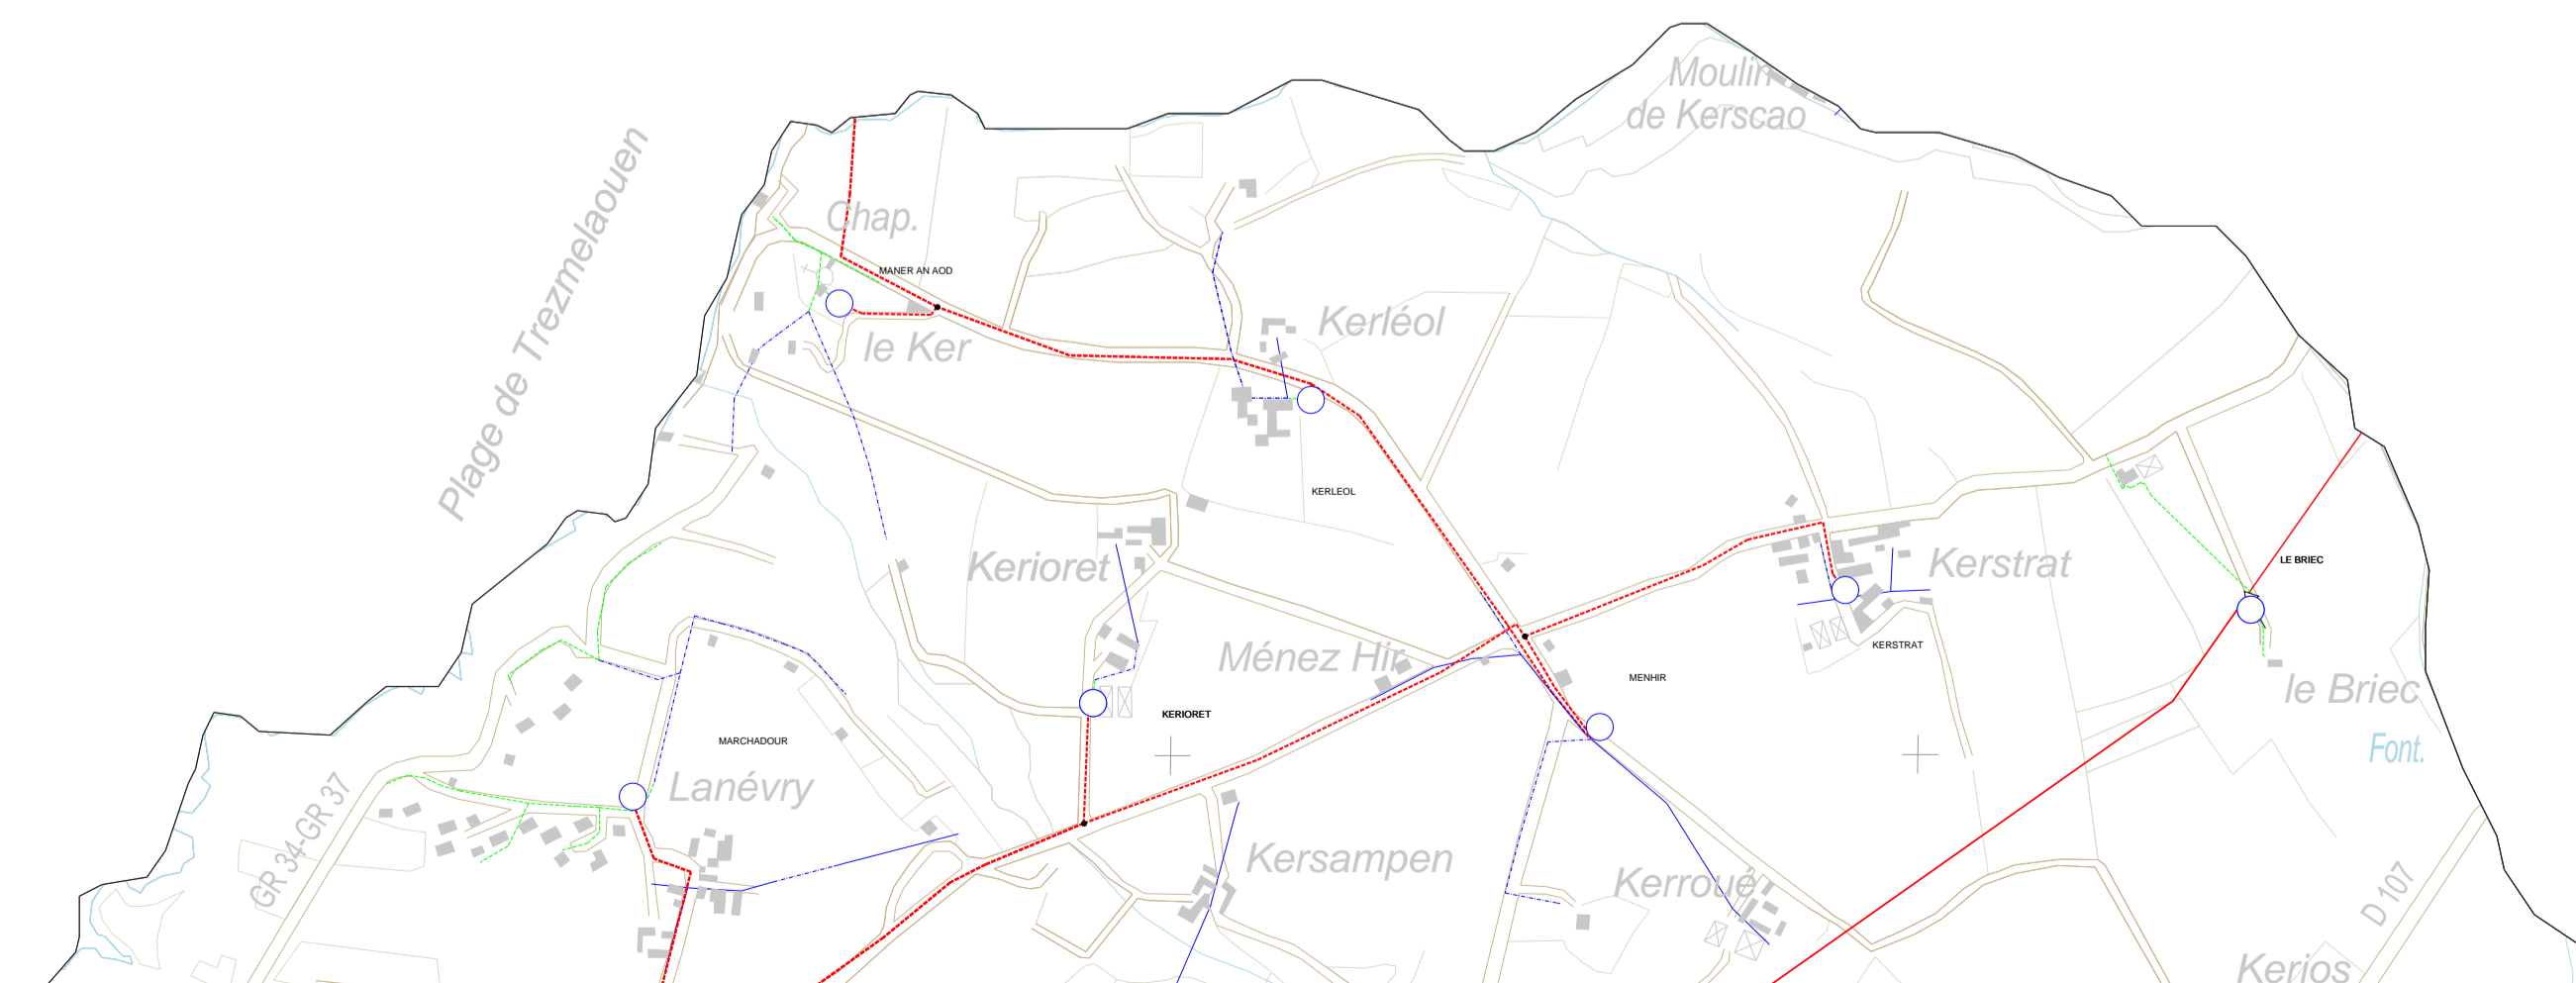 Moulin
de Kerscao
Plage de Trezmelaouen
Chap.
MANER AN AOD
le Ker
Kerléol
KERLEOL
Kerioret
Kerstrat
LE BRIEC
Ménez Hir
KERSTRAT
MENHIR
le Briec
KERIORET
MARCHADOUR
Font.
Lanévry
GR 34-GR 37
Kersampen
Kerroué
D 107
Kerios